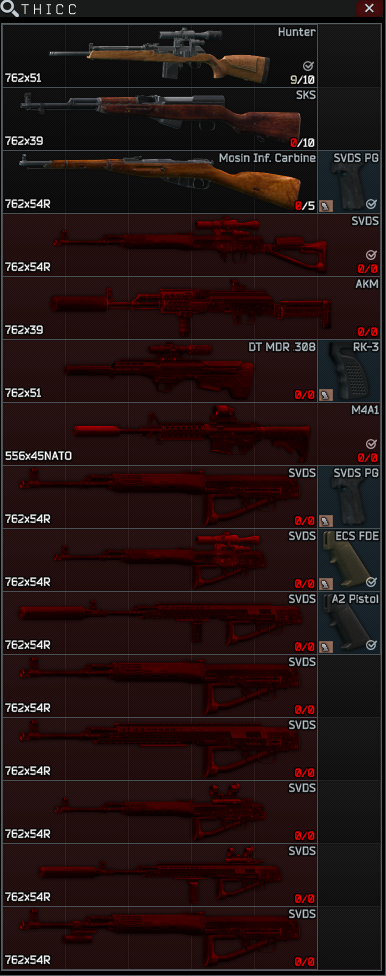 THICC
Hunter
762x51
9/10
SKS
762x39
0/10
Mosin Inf. Carbine
SVDS PG
762x54R
0/5
SVDS
762x54R
0/0
AKM
762x39
0/0
DT MDR .308
RK-3
762x51
0/0
M4A1
556x45NATO
0/0
SVDS
SVDS PG
762x54R
0/0
SVDS
ECS FDE
762x54R
0/0
SVDS
A2 Pistol
762x54R
0/0
SVDS
762x54R
0/0
SVDS
762x54R
0/0
SVDS
762x54R
0/0
SVDS
762x54R
0/0
SVDS
762x54R
0/0